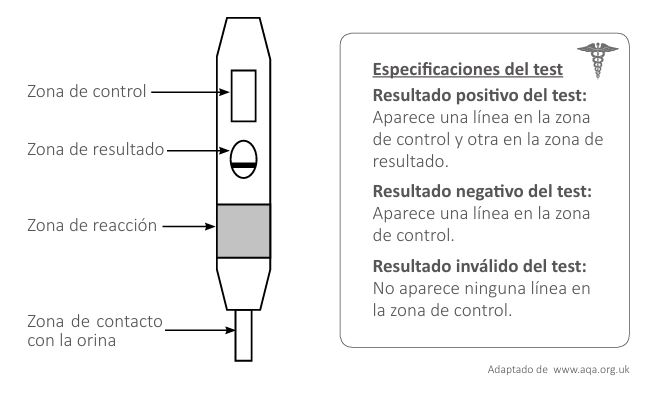 Zona de control
Zona de resultado
Zona de reacción
Zona de contacto
con la orina
Especificaciones del test
Resultado positivo del test:
Aparece una línea en la zona
de control y otra en la zona de
resultado.
Resultado negativo del test:
Aparece una línea en la zona
de control.
Resultado inválido del test:
No aparece ninguna línea en
la zona de control.
Adaptado de www.aqa.org.uk